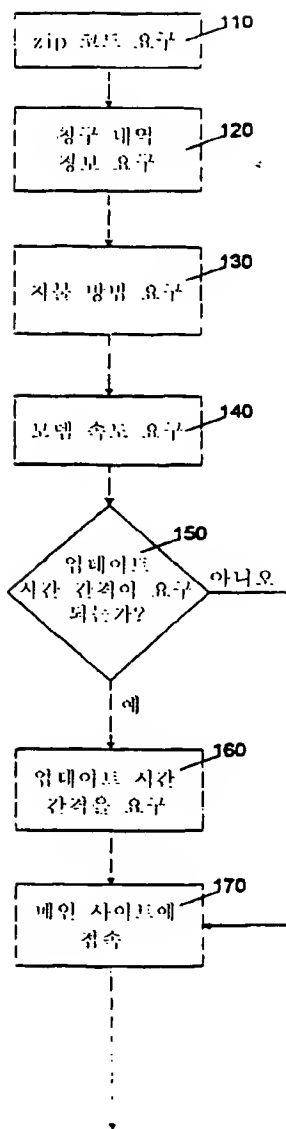 zip 코드 요구
110
청구 내역
정보 요구
120
지불 방법 요구
130
모뎀 속도 요구
140
업데이트
시간 간격이 요구
되는가?
150
아니오
예
업데이트 시간
간격을 요구
160
메인 사이트에
접속
170